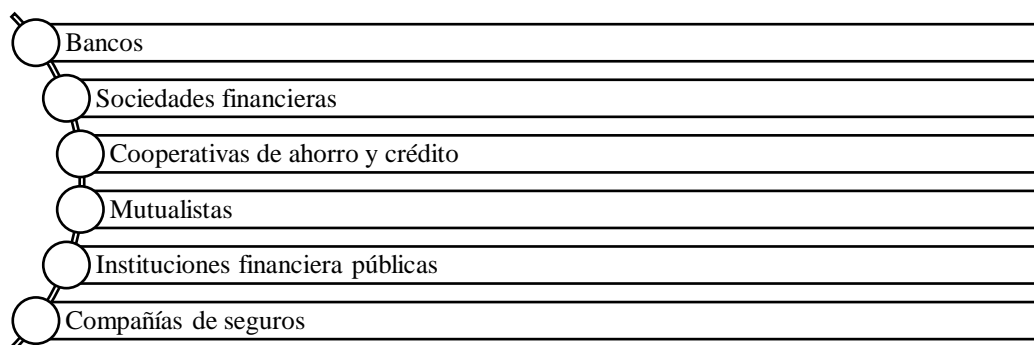 Bancos
Sociedades financieras
Cooperativas de ahorro y crédito
Mutualistas
Instituciones financiera públicas
Compañías de seguros